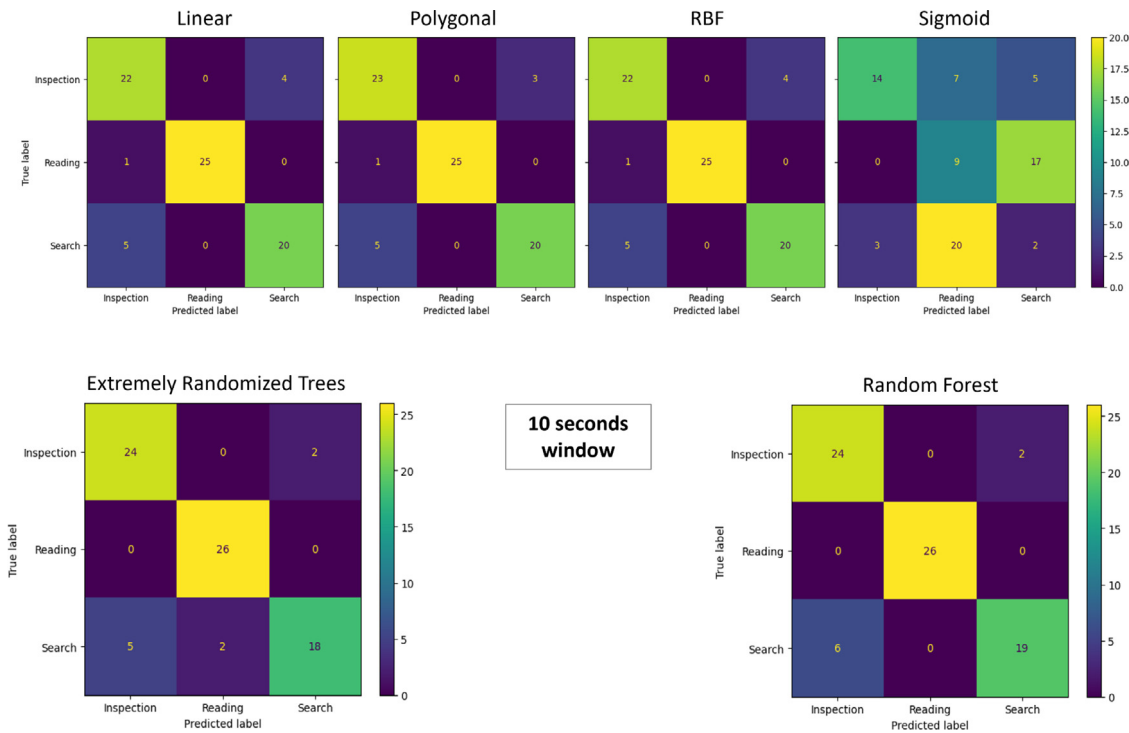 Linear Polygonal RBF Sigmoid
Inspection 22 0 4 23 0 3 22 0 4 14 7 5
Reading 1 25 0 1 25 0 1 25 0 0 9 17
Search 5 0 20 5 0 20 5 0 20 3 20 2
True label
20.0
17.5
15.0
12.5
10.0
7.5
5.0
2.5
0.0
Inspection Reading Search Inspection Reading Search Inspection Reading Search Inspection Reading Search
Predicted label Predicted label Predicted label Predicted label
Extremely Randomized Trees
Inspection 24 0 2
Reading 0 26 0
Search 5 2 18
True label
25
20
15
10
5
0
Inspection Reading Search
Predicted label
10 seconds
window
Random Forest
Inspection 24 0 2
Reading 0 26 0
Search 6 0 19
True label
25
20
15
10
5
0
Inspection Reading Search
Predicted label